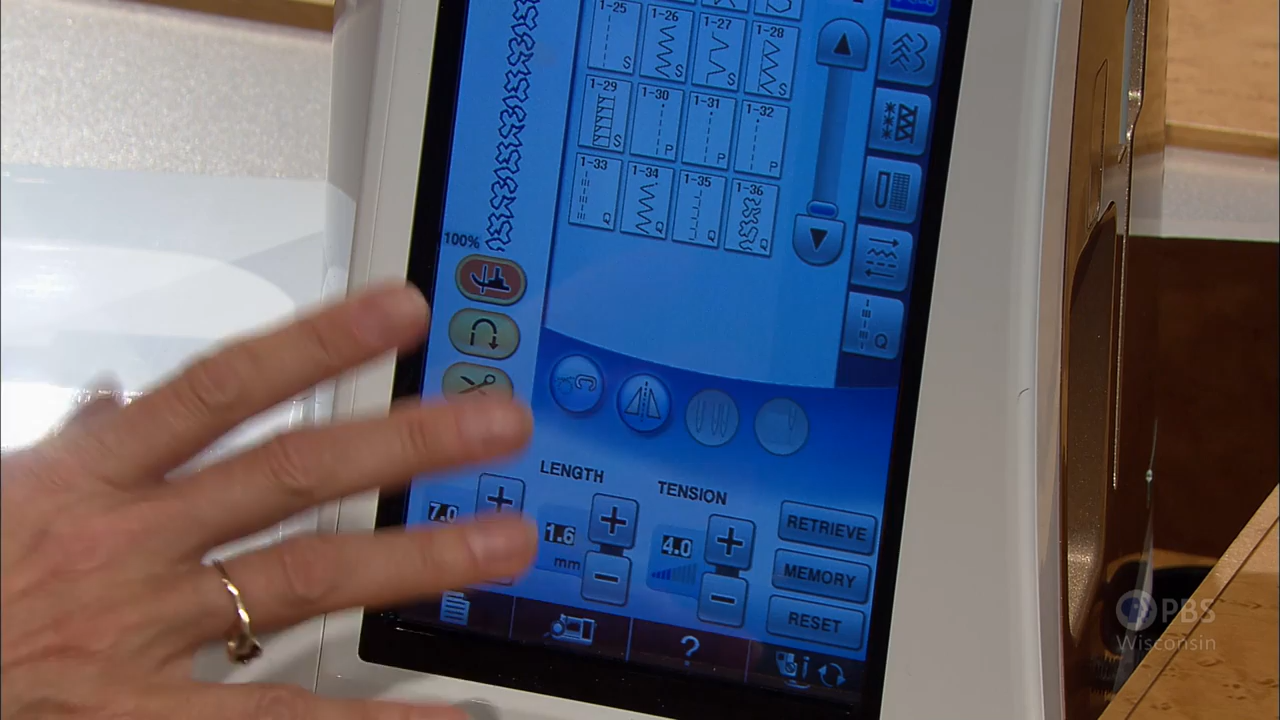 1-25 1-26 1-27 1-28
S S S S
1-29 1-30 1-31 1-32
S P P P
1-33 1-34 1-35 1-36
Q Q Q Q
100%
Q
LENGTH
TENSION
7.0
1.6
mm
4.0
RETRIEVE
MEMORY
RESET
?
PBS
Wisconsin